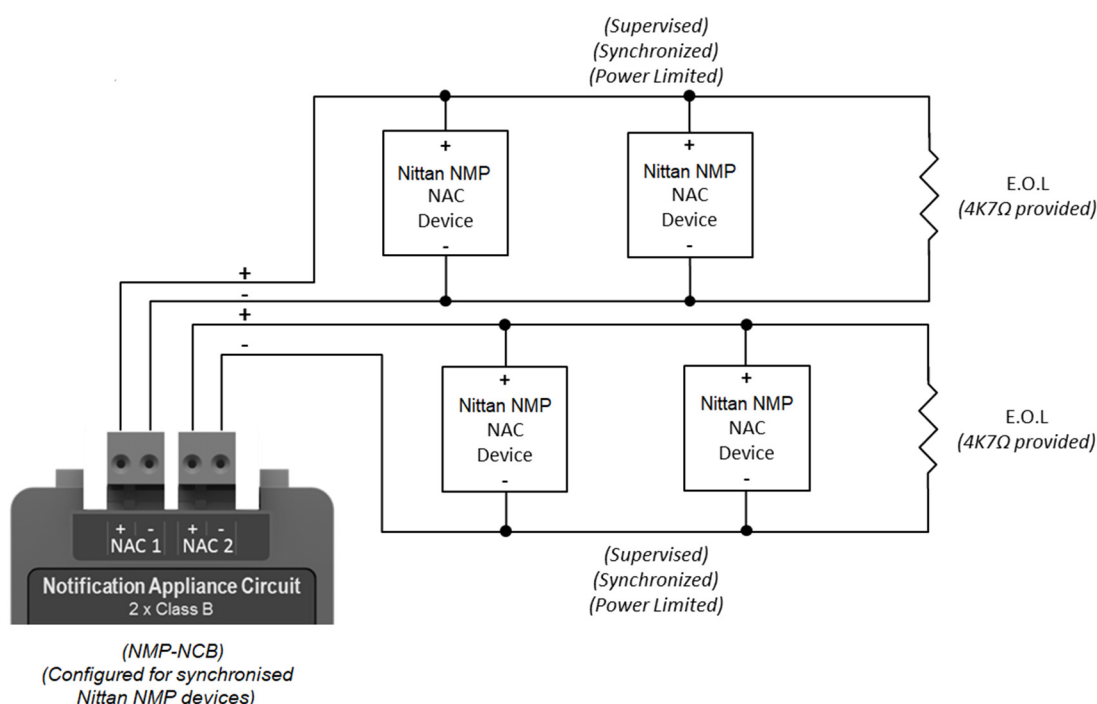 (Supervised)
(Synchronized)
(Power Limited)
+
Nittan NMP
NAC
Device
-
+
Nittan NMP
NAC
Device
-
E.O.L
(4K7Ω provided)
+
-
+
-
+
Nittan NMP
NAC
Device
-
+
Nittan NMP
NAC
Device
-
E.O.L
(4K7Ω provided)
+ - + -
NAC 1 NAC 2
Notification Appliance Circuit
2 x Class B
(Supervised)
(Synchronized)
(Power Limited)
(NMP-NCB)
(Configured for synchronised
Nittan NMP devices)